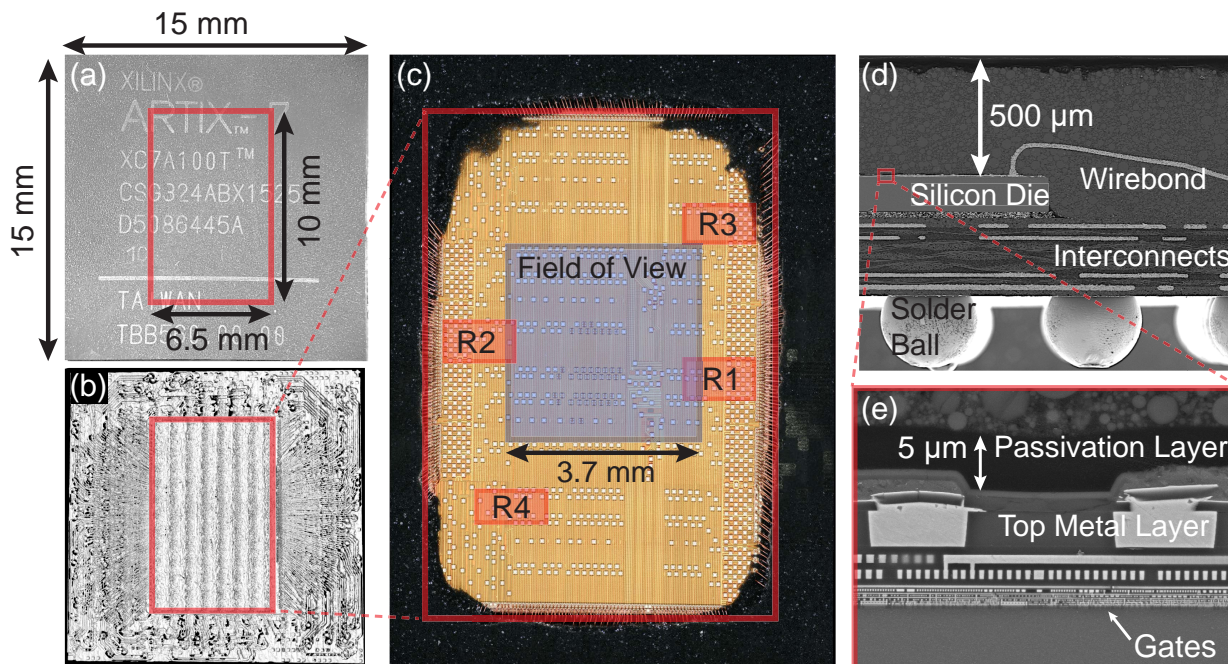 15 mm
15 mm
(a)
XILINX®
ARTIX-7
XC7A100T™
CSG324ABX1525
D5086445A
10 mm
TAIWAN
6.5 mm
(b)
(c)
R3
Field of View
R2
R1
3.7 mm
R4
(d)
500 µm
Wirebond
Silicon Die
Interconnects
Solder
Ball
(e)
5 µm
Passivation Layer
Top Metal Layer
Gates